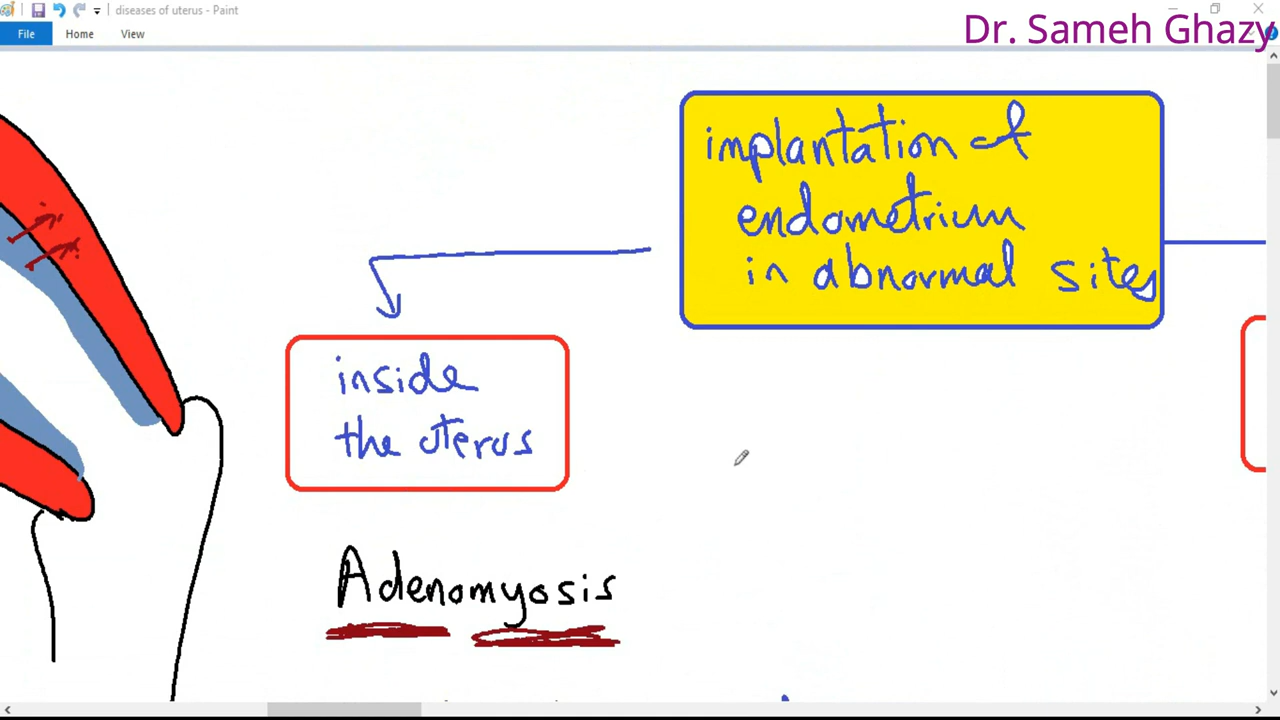 diseases of uterus - Paint
Dr. Sameh Ghazy
File Home View
implantation of
endometrium
in abnormal sites
inside
the uterus
Adenomyosis